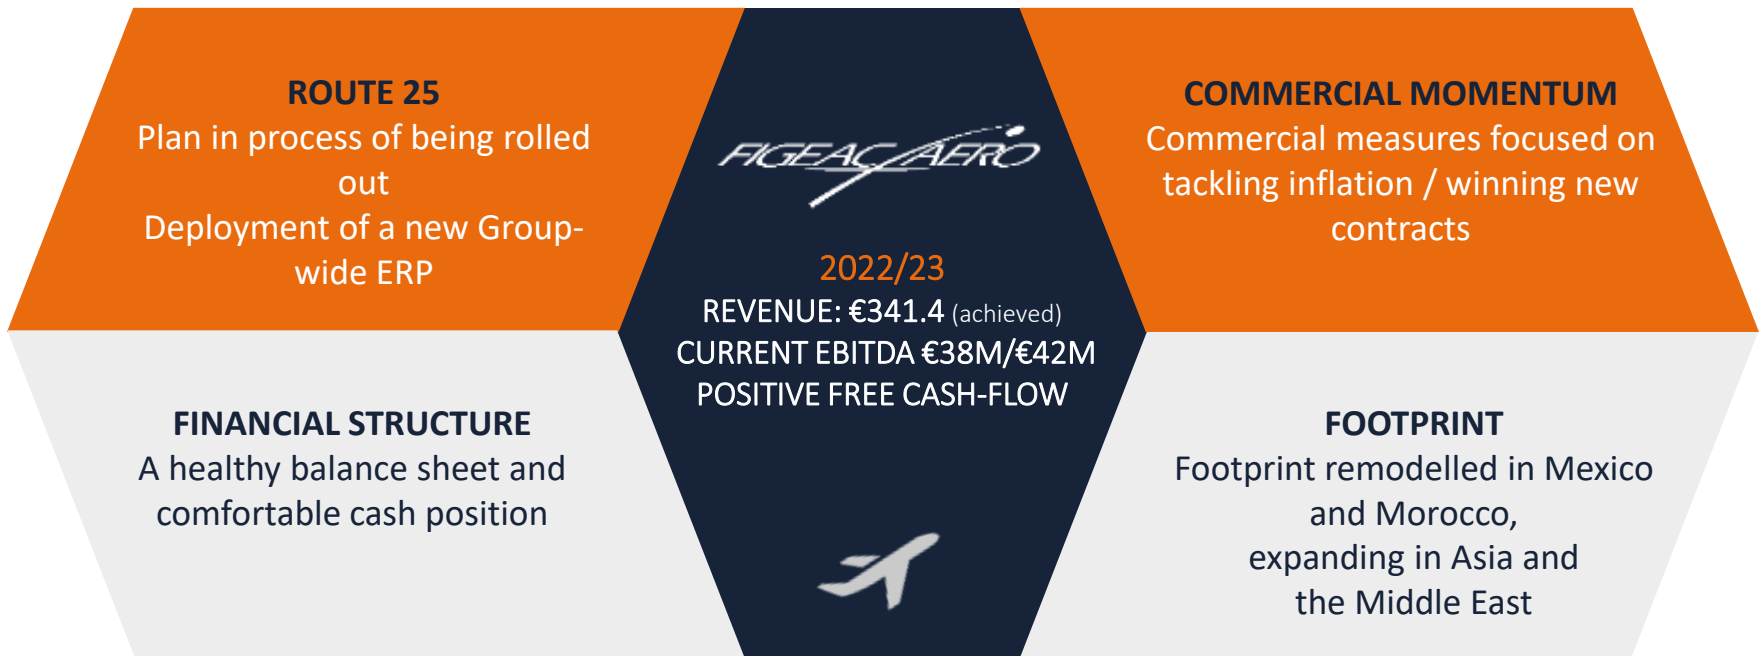 ROUTE 25
Plan in process of being rolled
out
Deployment of a new Group-
wide ERP
FIGEAC AERO
2022/23
REVENUE: €341.4 (achieved)
CURRENT EBITDA €38M/€42M
POSITIVE FREE CASH-FLOW
COMMERCIAL MOMENTUM
Commercial measures focused on
tackling inflation / winning new
contracts
FINANCIAL STRUCTURE
A healthy balance sheet and
comfortable cash position
FOOTPRINT
Footprint remodelled in Mexico
and Morocco,
expanding in Asia and
the Middle East